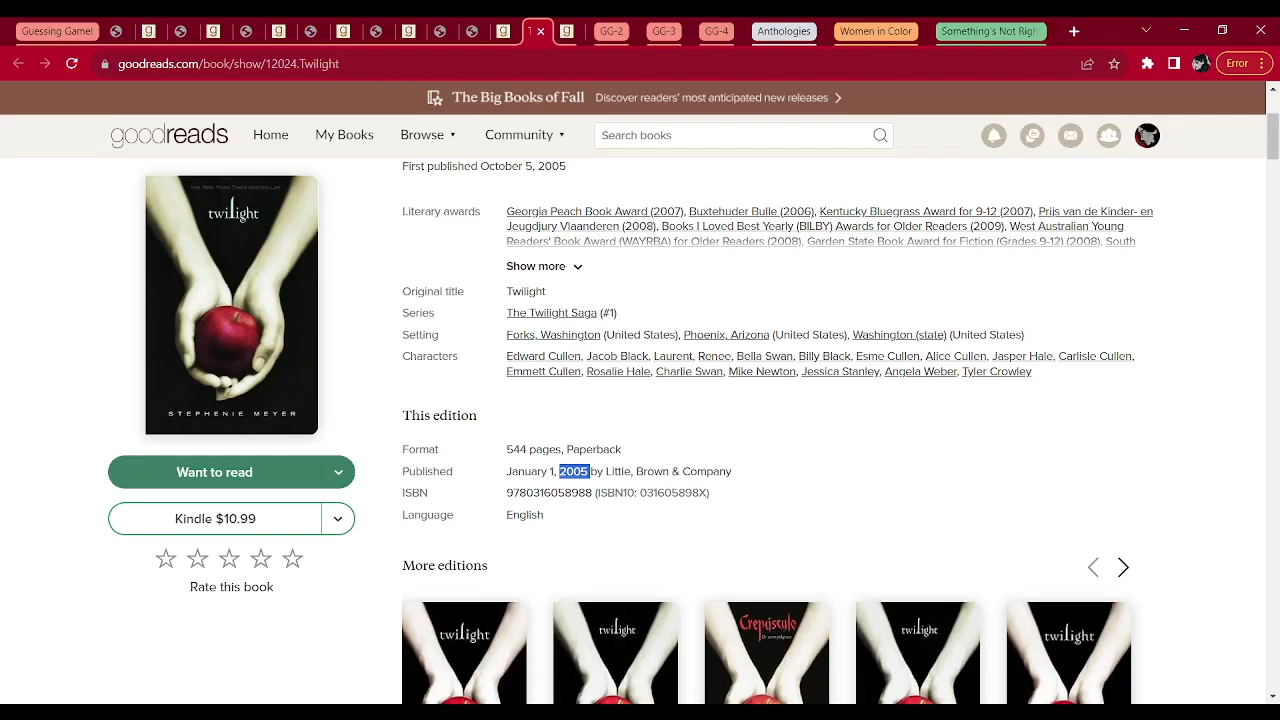 Guessing Game!
GG-2
GG-3
GG-4
Anthologies
Women in Color
Something's Not Righ
goodreads.com/book/show/12024.Twilight
Error
The Big Books of Fall Discover readers' most anticipated new releases
goodreads
Home
My Books
Browse
Community
Search books
THE NEW YORK TIMES BESTSELLER
twilight
STEPHENIE MEYER
Want to read
Kindle $10.99
Rate this book
First published October 5, 2005
Literary awards
Georgia Peach Book Award (2007), Buxtehuder Bulle (2006), Kentucky Bluegrass Award for 9-12 (2007), Prijs van de Kinder- en
Jeugdjury Vlaanderen (2008), Books I Loved Best Yearly (BILBY) Awards for Older Readers (2009), West Australian Young
Readers' Book Award (WAYRBA) for Older Readers (2008), Garden State Book Award for Fiction (Grades 9-12) (2008), South
Show more
Original title
Twilight
Series
The Twilight Saga (#1)
Setting
Forks, Washington (United States), Phoenix, Arizona (United States), Washington (state) (United States)
Characters
Edward Cullen, Jacob Black, Laurent, Renee, Bella Swan, Billy Black, Esme Cullen, Alice Cullen, Jasper Hale, Carlisle Cullen,
Emmett Cullen, Rosalie Hale, Charlie Swan, Mike Newton, Jessica Stanley, Angela Weber, Tyler Crowley
This edition
Format
544 pages, Paperback
Published
January 1, 2005 by Little, Brown & Company
ISBN
9780316058988 (ISBN10: 031605898X)
Language
English
More editions
twilight
twilight
Crepúsculo
Un amor peligroso
twilight
twilight